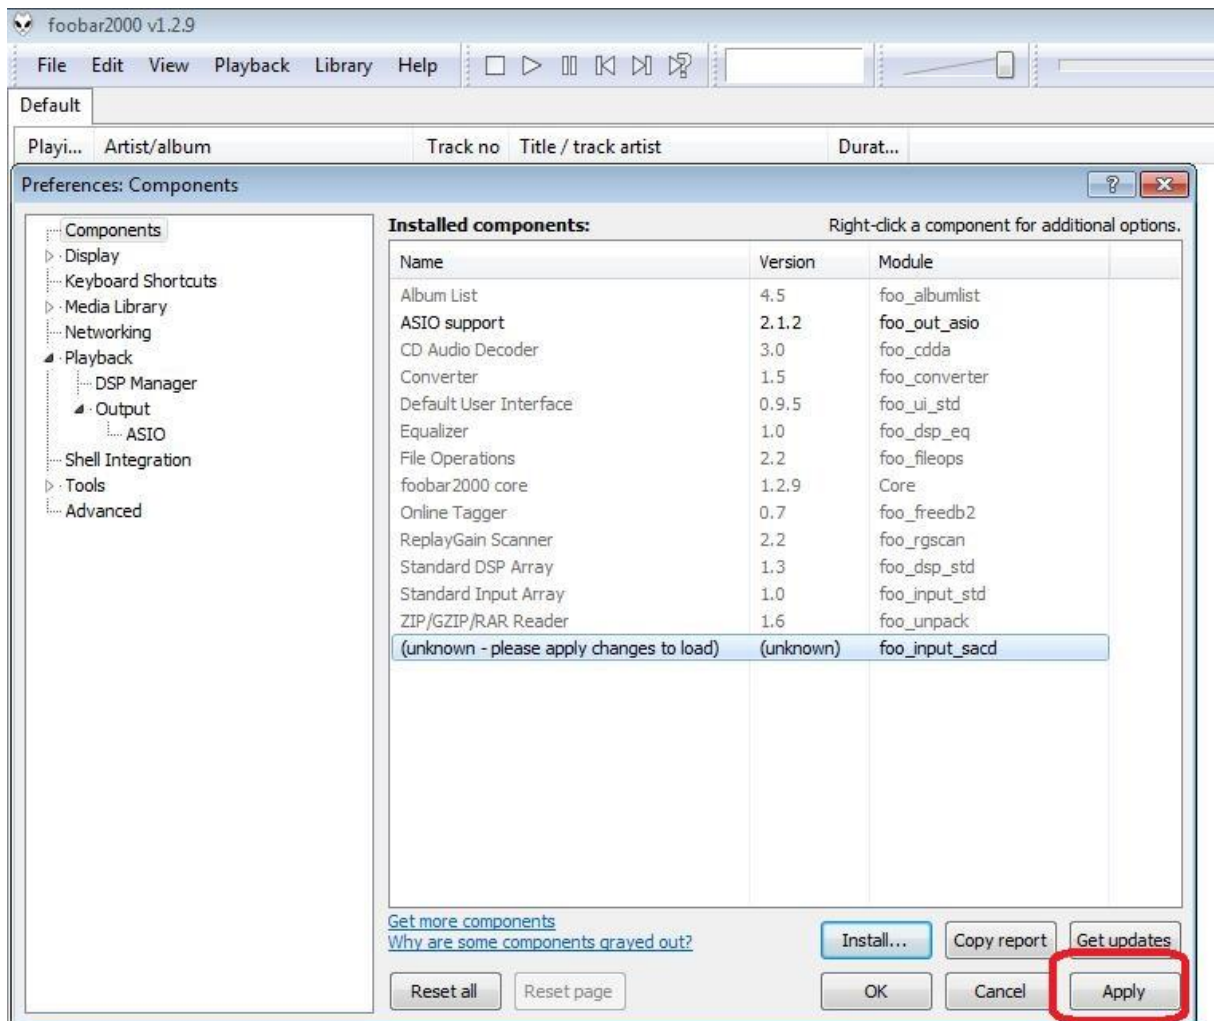 foobar2000 v1.2.9
File Edit View Playback Library Help
Default
Playi... Artist/album Track no Title / track artist Durat...
Preferences: Components
Components
Display
Keyboard Shortcuts
Media Library
Networking
Playback
DSP Manager
Output
ASIO
Shell Integration
Tools
Advanced
Installed components: Right-click a component for additional options.
Name Version Module
Album List 4.5 foo_albumlist
ASIO support 2.1.2 foo_out_asio
CD Audio Decoder 3.0 foo_cdda
Converter 1.5 foo_converter
Default User Interface 0.9.5 foo_ui_std
Equalizer 1.0 foo_dsp_eq
File Operations 2.2 foo_fileops
foobar2000 core 1.2.9 Core
Online Tagger 0.7 foo_freedb2
ReplayGain Scanner 2.2 foo_rgscan
Standard DSP Array 1.3 foo_dsp_std
Standard Input Array 1.0 foo_input_std
ZIP/GZIP/RAR Reader 1.6 foo_unpack
(unknown - please apply changes to load) (unknown) foo_input_sacd
Get more components
Why are some components grayed out?
Install... Copy report Get updates
Reset all Reset page OK Cancel Apply